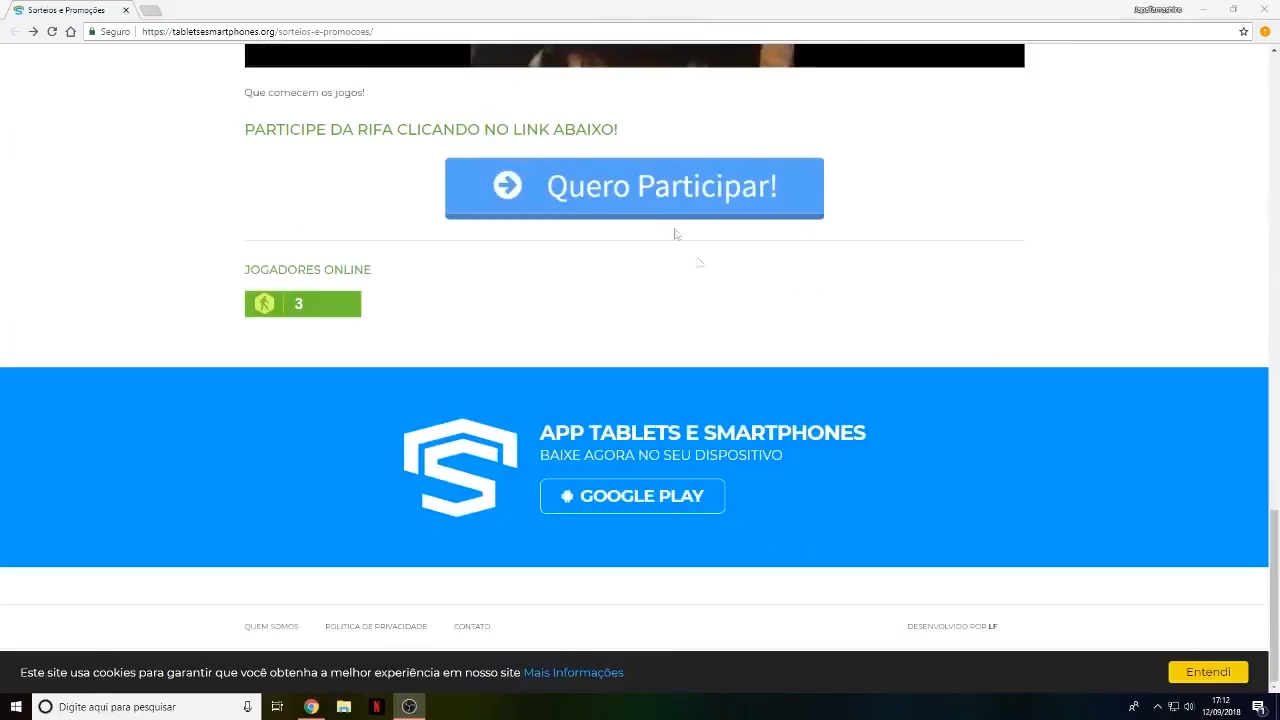 Sorteios e Promoções
Seguro
https://tabletsesmartphones.org/sorteios-e-promocoes/
Que comecem os jogos!
PARTICIPE DA RIFA CLICANDO NO LINK ABAIXO!
Quero Participar!
JOGADORES ONLINE
3
APP TABLETS E SMARTPHONES
BAIXE AGORA NO SEU DISPOSITIVO
GOOGLE PLAY
QUEM SOMOS POLITICA DE PRIVACIDADE CONTATO DESENVOLVIDO POR LF
Este site usa cookies para garantir que você obtenha a melhor experiência em nosso site Mais Informações Entendi
Digite aqui para pesquisar
17:12
12/09/2018